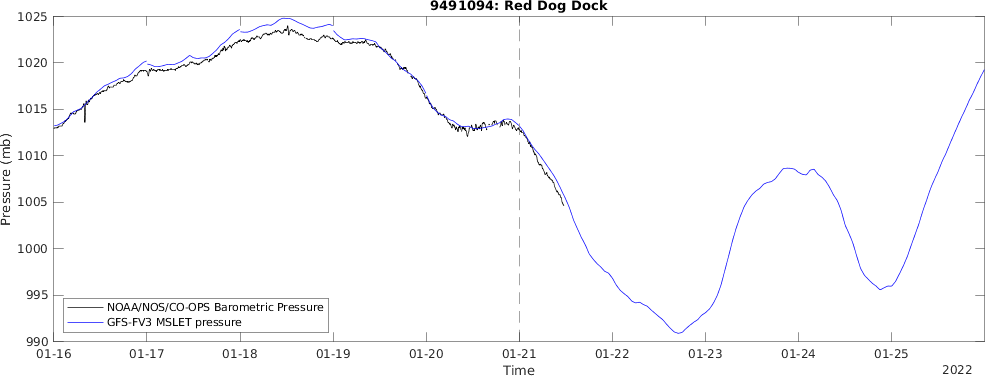 9491094: Red Dog Dock
Pressure (mb)
1025
1020
1015
1010
1005
1000
995
990
NOAA/NOS/CO-OPS Barometric Pressure
GFS-FV3 MSLET pressure
01-16 01-17 01-18 01-19 01-20 01-21 01-22 01-23 01-24 01-25
Time
2022